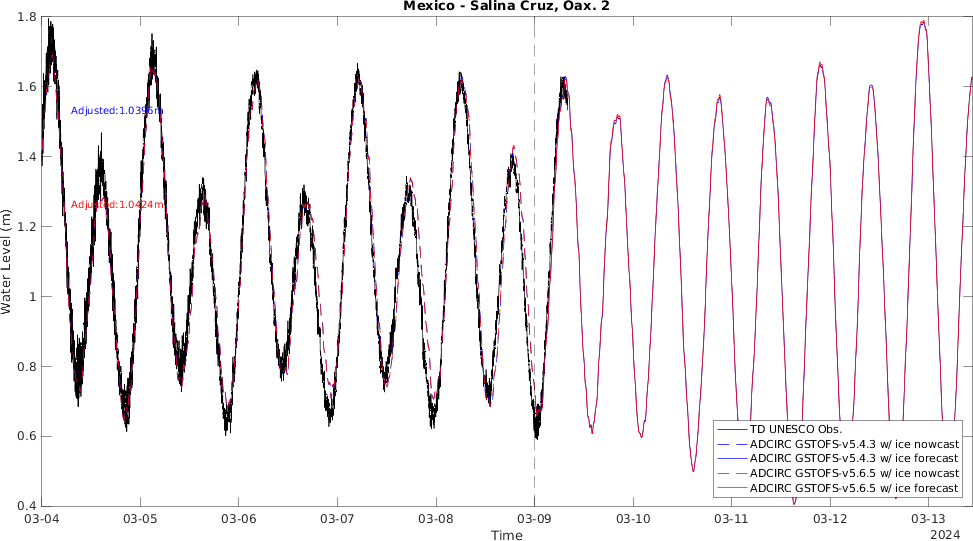 Mexico - Salina Cruz, Oax. 2
Water Level (m)
1.8
1.6
1.4
1.2
1
0.8
0.6
0.4
Adjusted:1.0396m
Adjusted:1.0424m
TD UNESCO Obs.
ADCIRC GSTOFS-v5.4.3 w/ ice nowcast
ADCIRC GSTOFS-v5.4.3 w/ ice forecast
ADCIRC GSTOFS-v5.6.5 w/ ice nowcast
ADCIRC GSTOFS-v5.6.5 w/ ice forecast
03-04 03-05 03-06 03-07 03-08 03-09 03-10 03-11 03-12 03-13
Time
2024